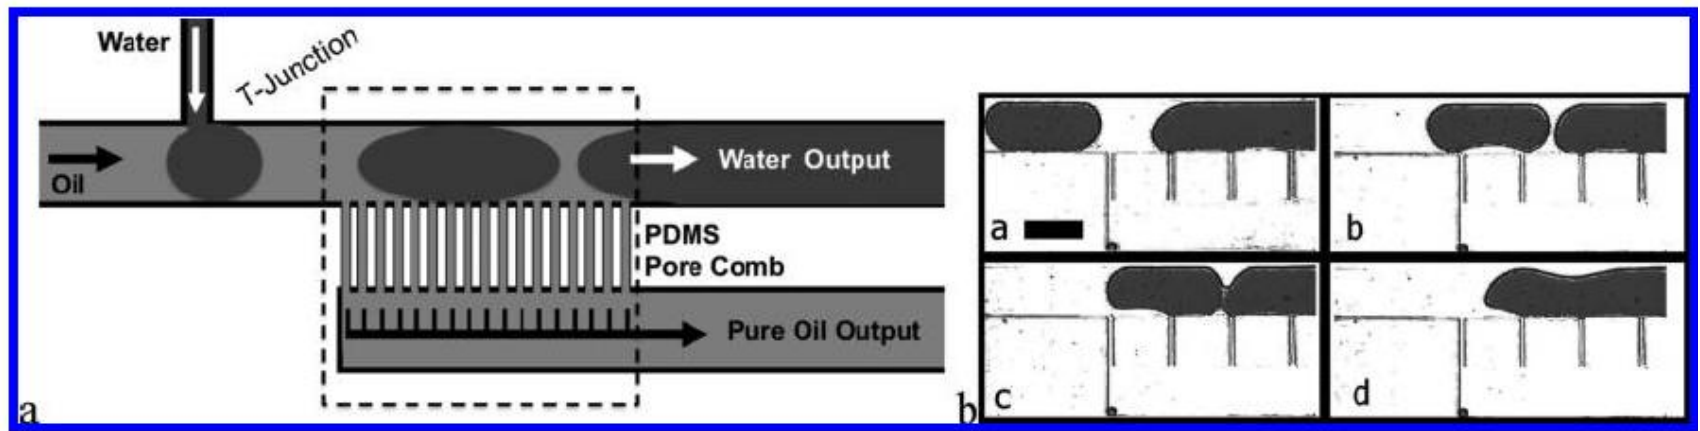 Water
T-Junction
Oil
Water Output
PDMS
Pore Comb
Pure Oil Output
a
b
a
b
c
d